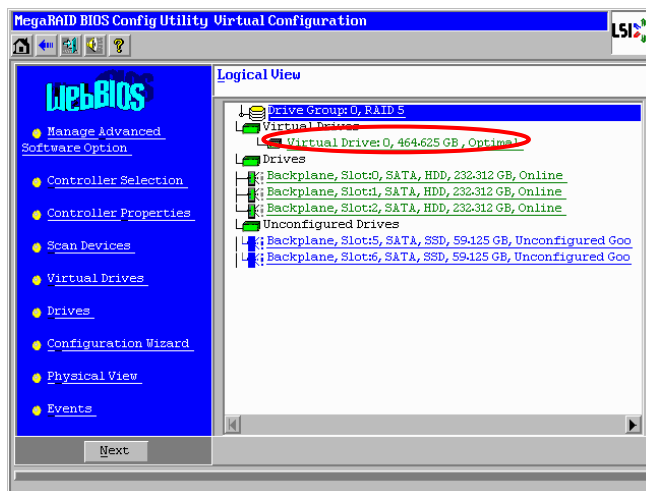 MegaRAID BIOS Config Utility Virtual Configuration
LSI
WebBIOS
Logical View
Manage Advanced
Software Option
Controller Selection
Controller Properties
Scan Devices
Virtual Drives
Drives
Configuration Wizard
Physical View
Events
Next
Drive Group: 0, RAID 5
Virtual Drives
Virtual Drive: 0, 464.625 GB, Optimal
Drives
Backplane, Slot:0, SATA, HDD, 232.312 GB, Online
Backplane, Slot:1, SATA, HDD, 232.312 GB, Online
Backplane, Slot:2, SATA, HDD, 232.312 GB, Online
Unconfigured Drives
Backplane, Slot:5, SATA, SSD, 59.125 GB, Unconfigured Goo
Backplane, Slot:6, SATA, SSD, 59.125 GB, Unconfigured Goo